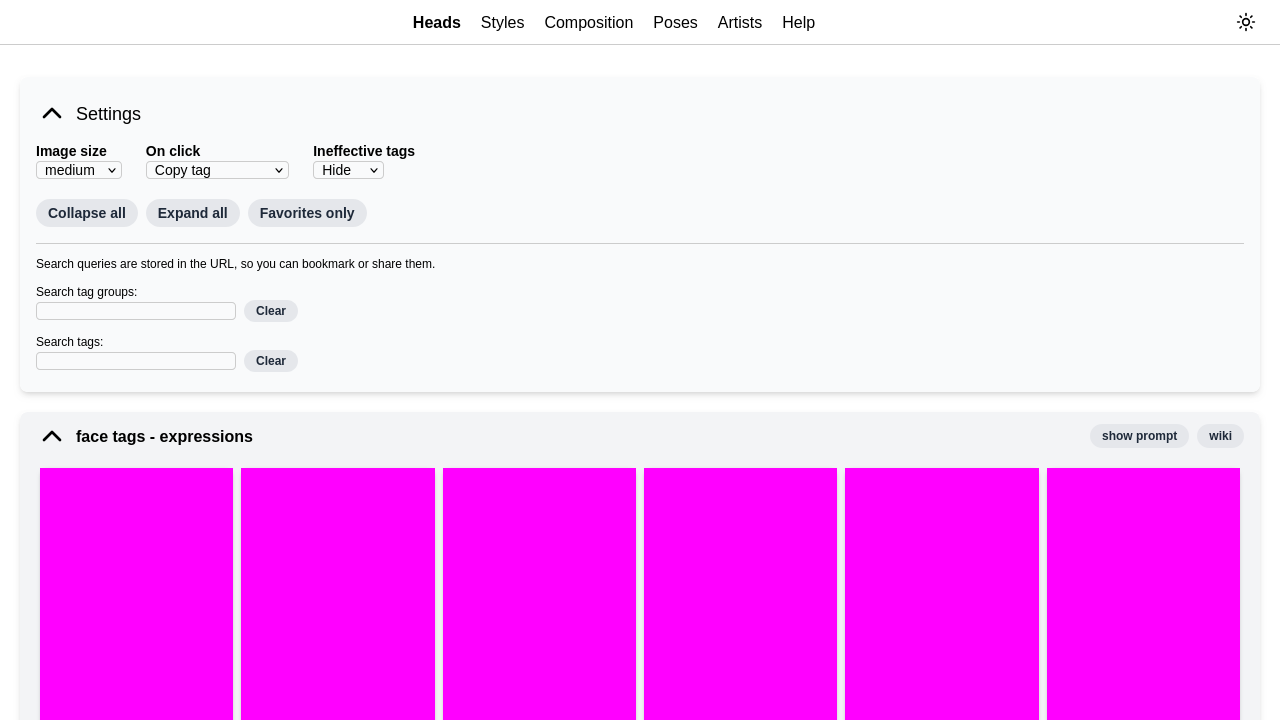 Heads Styles Composition Poses Artists Help
Settings
Image size On click Ineffective tags
medium Copy tag Hide
Collapse all Expand all Favorites only
Search queries are stored in the URL, so you can bookmark or share them.
Search tag groups:
Clear
Search tags:
Clear
face tags - expressions show prompt wiki